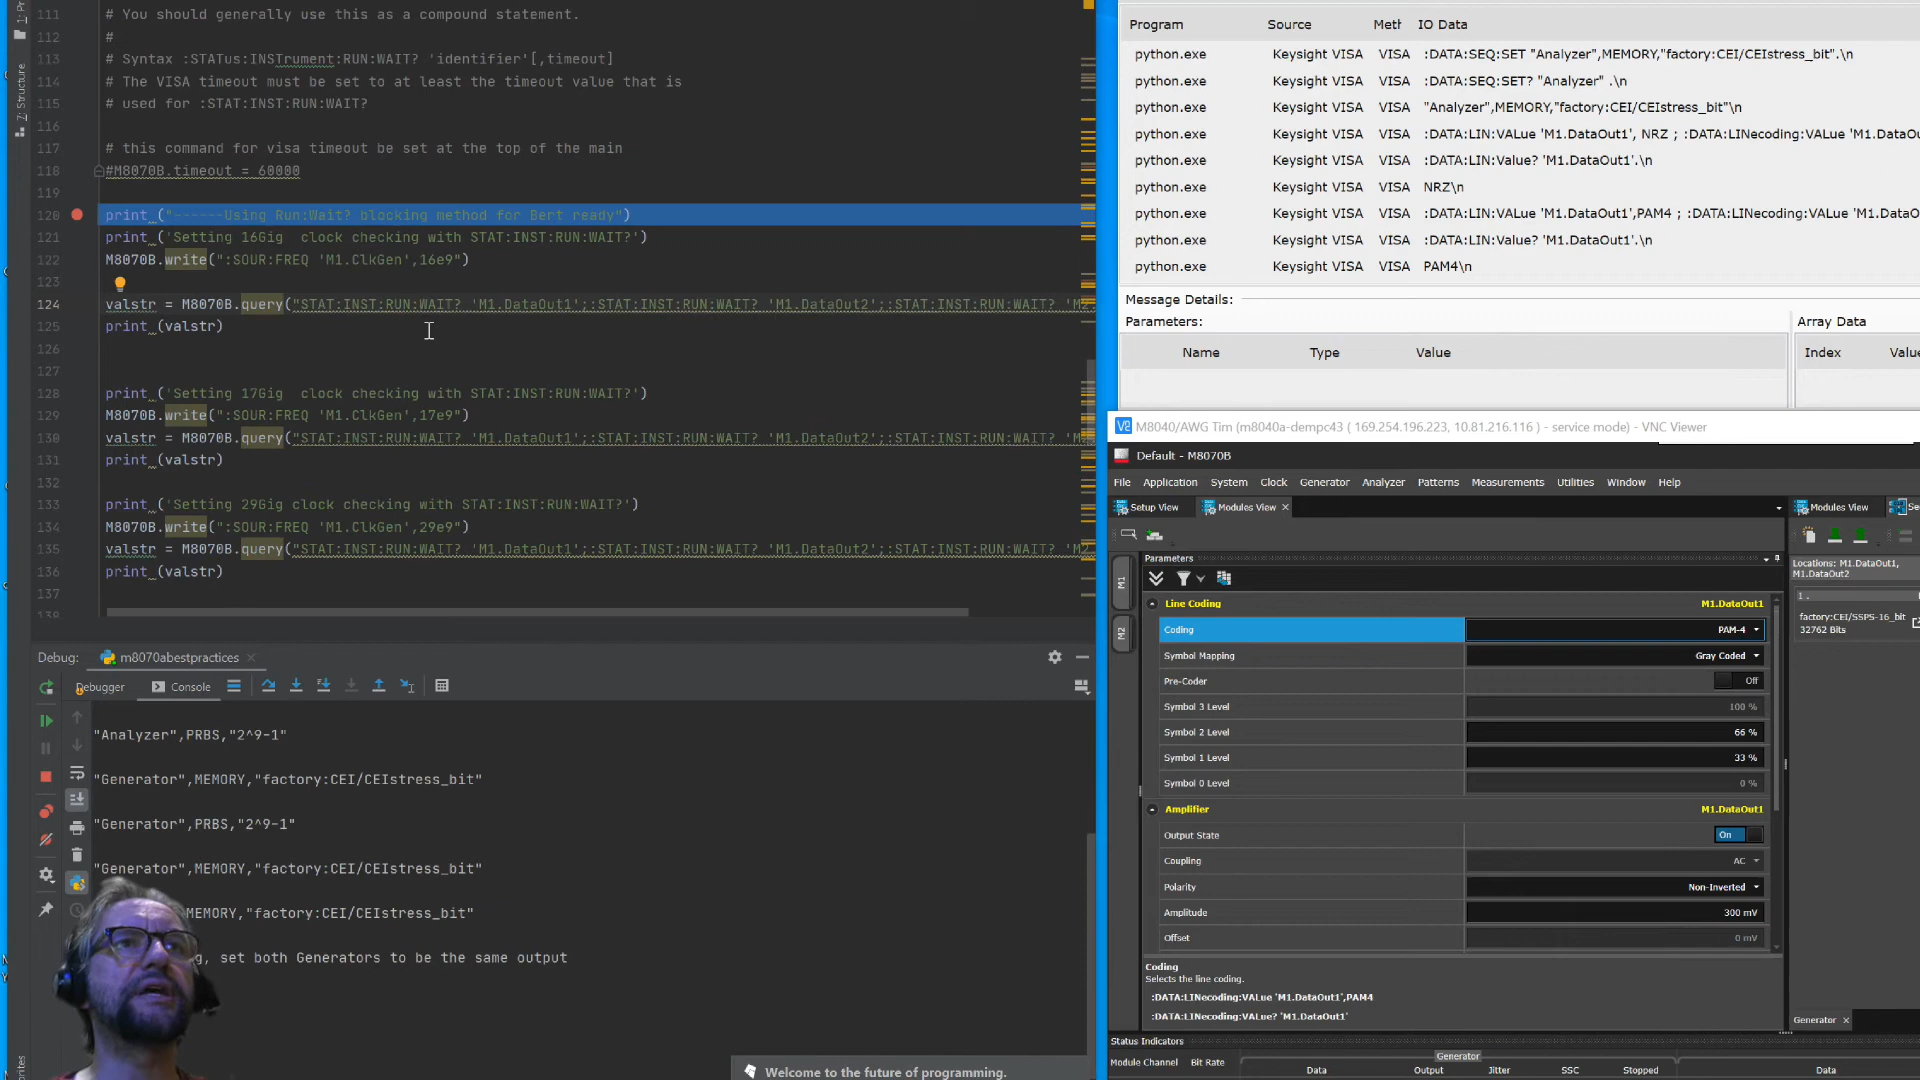 111 # You should generally use this as a compound statement.
112 #
113 # Syntax :STATus:INSTrument:RUN:WAIT? 'identifier'[,timeout]
114 # The VISA timeout must be set to at least the timeout value that is
115 # used for :STAT:INST:RUN:WAIT?
116
117 # this command for visa timeout be set at the top of the main
118 #M8070B.timeout = 60000
119
120 print ("------Using Run:Wait? blocking method for Bert ready")
121 print ('Setting 16Gig  clock checking with STAT:INST:RUN:WAIT?')
122 M8070B.write(":SOUR:FREQ 'M1.ClkGen',16e9")
123
124 valstr = M8070B.query("STAT:INST:RUN:WAIT? 'M1.DataOut1';:STAT:INST:RUN:WAIT? 'M1.DataOut2';:STAT:INST:RUN:WAIT? 'M2.
125 print (valstr)
126
127
128 print ('Setting 17Gig  clock checking with STAT:INST:RUN:WAIT?')
129 M8070B.write(":SOUR:FREQ 'M1.ClkGen',17e9")
130 valstr = M8070B.query("STAT:INST:RUN:WAIT? 'M1.DataOut1';:STAT:INST:RUN:WAIT? 'M1.DataOut2';:STAT:INST:RUN:WAIT? 'M2
131 print (valstr)
132
133 print ('Setting 29Gig clock checking with STAT:INST:RUN:WAIT?')
134 M8070B.write(":SOUR:FREQ 'M1.ClkGen',29e9")
135 valstr = M8070B.query("STAT:INST:RUN:WAIT? 'M1.DataOut1';:STAT:INST:RUN:WAIT? 'M1.DataOut2';:STAT:INST:RUN:WAIT? 'M2
136 print (valstr)
137
138
Z: Structure
Debug: m8070abestpractices
Debugger Console
"Analyzer",PRBS,"2^9-1"
"Generator",MEMORY,"factory:CEI/CEIstress_bit"
"Generator",PRBS,"2^9-1"
"Generator",MEMORY,"factory:CEI/CEIstress_bit"
MEMORY,"factory:CEI/CEIstress_bit"
g, set both Generators to be the same output
Welcome to the future of programming.
Program Source Meth IO Data
python.exe Keysight VISA VISA :DATA:SEQ:SET "Analyzer",MEMORY,"factory:CEI/CEIstress_bit".\n
python.exe Keysight VISA VISA :DATA:SEQ:SET? "Analyzer" .\n
python.exe Keysight VISA VISA "Analyzer",MEMORY,"factory:CEI/CEIstress_bit"\n
python.exe Keysight VISA VISA :DATA:LIN:VALue 'M1.DataOut1', NRZ ; :DATA:LINecoding:VALue 'M1.DataOu
python.exe Keysight VISA VISA :DATA:LIN:Value? 'M1.DataOut1'.\n
python.exe Keysight VISA VISA NRZ\n
python.exe Keysight VISA VISA :DATA:LIN:VALue 'M1.DataOut1',PAM4 ; :DATA:LINecoding:VALue 'M1.DataO
python.exe Keysight VISA VISA :DATA:LIN:Value? 'M1.DataOut1'.\n
python.exe Keysight VISA VISA PAM4\n
Message Details:
Parameters: Array Data
Name Type Value Index Value
M8040/AWG Tim (m8040a-dempc43 ( 169.254.196.223, 10.81.216.116 ) - service mode) - VNC Viewer
Default - M8070B
File Application System Clock Generator Analyzer Patterns Measurements Utilities Window Help
Setup View Modules View Modules View Se
Parameters
M1
M2
Line Coding M1.DataOut1
Coding PAM-4
Symbol Mapping Gray Coded
Pre-Coder Off
Symbol 3 Level 100 %
Symbol 2 Level 66 %
Symbol 1 Level 33 %
Symbol 0 Level 0 %
Amplifier M1.DataOut1
Output State On
Coupling AC
Polarity Non-Inverted
Amplitude 300 mV
Offset 0 mV
Coding
Selects the line coding.
:DATA:LINecoding:VALue 'M1.DataOut1',PAM4
:DATA:LINecoding:VALue? 'M1.DataOut1'
Locations: M1.DataOut1,
M1.DataOut2
1 .
factory:CEI/SSPS-16_bit
32762 Bits
Generator
Status Indicators
Generator
Module Channel Bit Rate Data Output Jitter SSC Stopped Data